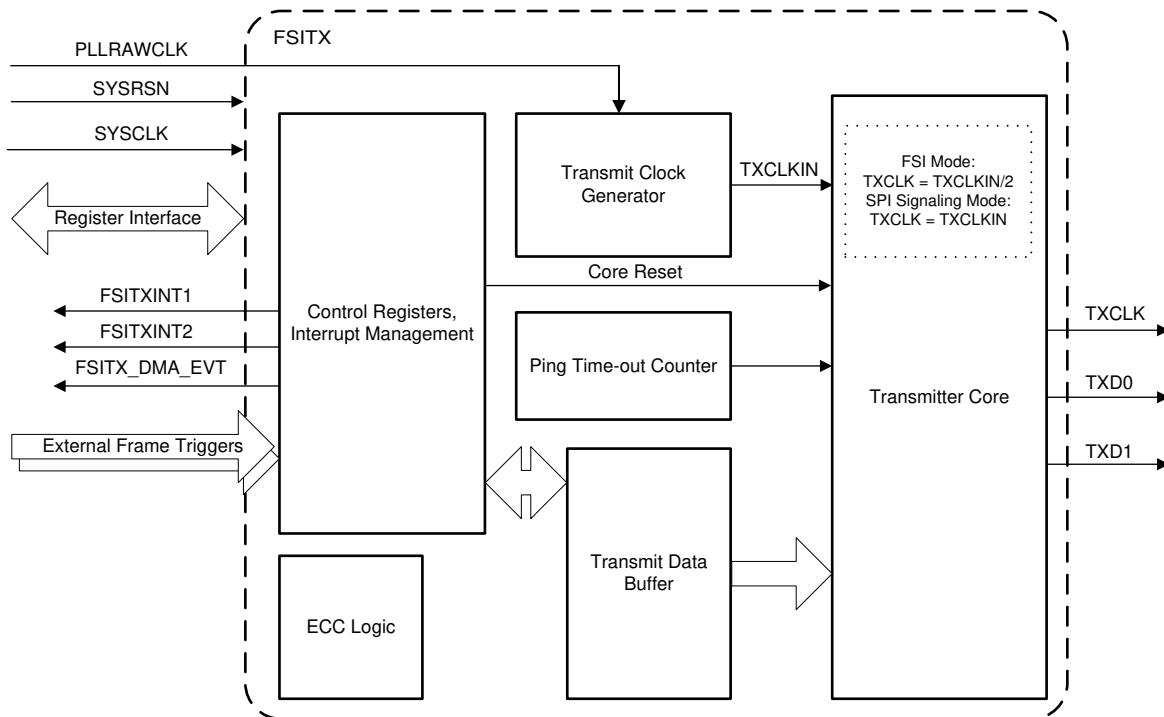 FSITX
PLLRAWCLK
SYSRSN
SYSCLK
Register Interface
FSITXINT1
FSITXINT2
FSITX_DMA_EVT
External Frame Triggers
Control Registers,
Interrupt Management
ECC Logic
Transmit Clock
Generator
TXCLKIN
Core Reset
Ping Time-out Counter
Transmit Data
Buffer
FSI Mode:
TXCLK = TXCLKIN/2
SPI Signaling Mode:
TXCLK = TXCLKIN
Transmitter Core
TXCLK
TXD0
TXD1